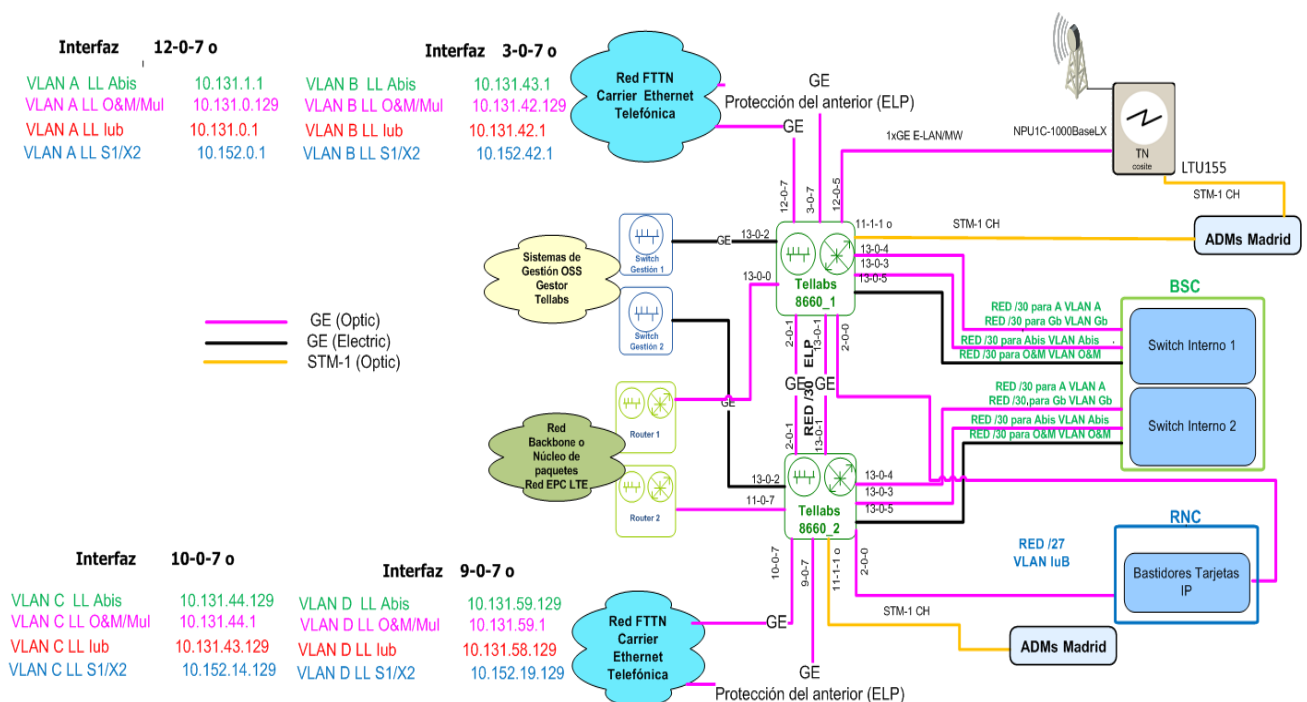 Interfaz 12-0-7 o
VLAN A LL Abis 10.131.1.1
VLAN A LL O&M/Mul 10.131.0.129
VLAN A LL Iub 10.131.0.1
VLAN A LL S1/X2 10.152.0.1
Interfaz 3-0-7 o
VLAN B LL Abis 10.131.43.1
VLAN B LL O&M/Mul 10.131.42.129
VLAN B LL Iub 10.131.42.1
VLAN B LL S1/X2 10.152.42.1
Red FTTN
Carrier Ethernet
Telefónica
GE
Protección del anterior (ELP)
GE
1xGE E-LAN/MW
NPU1C-1000BaseLX
TN
cosite
LTU155
STM-1 CH
12-0-7
3-0-7
12-0-5
11-1-1 o
STM-1 CH
ADMs Madrid
Sistemas de
Gestión OSS
Gestor
Tellabs
Switch
Gestión 1
Switch
Gestión 2
GE
13-0-2
13-0-0
Tellabs
8660_1
13-0-4
13-0-3
13-0-5
BSC
RED /30 para A VLAN A
RED /30 para Gb VLAN Gb
RED /30 para Abis VLAN Abis
RED /30 para O&M VLAN O&M
Switch Interno 1
GE (Optic)
GE (Electric)
STM-1 (Optic)
2-0-1
13-0-1
2-0-0
GE
GE
RED /30 ELP
GE
2-0-1
13-0-1
RED /30 para A VLAN A
RED /30 para Gb VLAN Gb
RED /30 para Abis VLAN Abis
RED /30 para O&M VLAN O&M
Switch Interno 2
Red
Backbone o
Núcleo de
paquetes
Red EPC LTE
Router 1
Router 2
13-0-2
11-0-7
Tellabs
8660_2
13-0-4
13-0-3
13-0-5
RNC
RED /27
VLAN IuB
Bastidores Tarjetas
IP
10-0-7
9-0-7
11-1-1 o
2-0-0
STM-1 CH
ADMs Madrid
Interfaz 10-0-7 o
VLAN C LL Abis 10.131.44.129
VLAN C LL O&M/Mul 10.131.44.1
VLAN C LL Iub 10.131.43.129
VLAN C LL S1/X2 10.152.14.129
Interfaz 9-0-7 o
VLAN D LL Abis 10.131.59.129
VLAN D LL O&M/Mul 10.131.59.1
VLAN D LL Iub 10.131.58.129
VLAN D LL S1/X2 10.152.19.129
Red FTTN
Carrier
Ethernet
Telefónica
GE
GE
Protección del anterior (ELP)